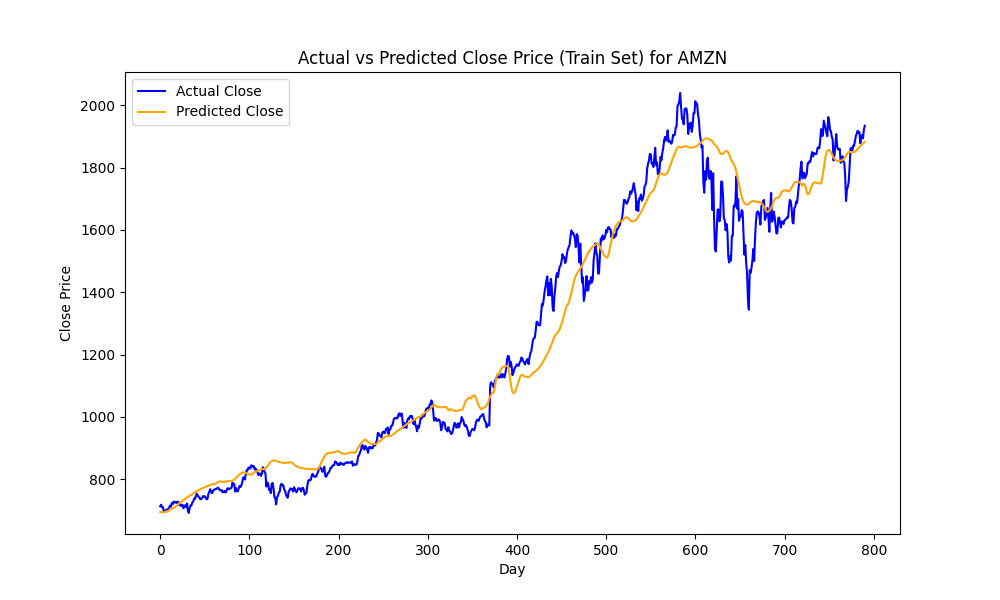 Actual vs Predicted Close Price (Train Set) for AMZN
Actual Close
Predicted Close
2000
1800
1600
1400
1200
1000
800
Close Price
0 100 200 300 400 500 600 700 800
Day